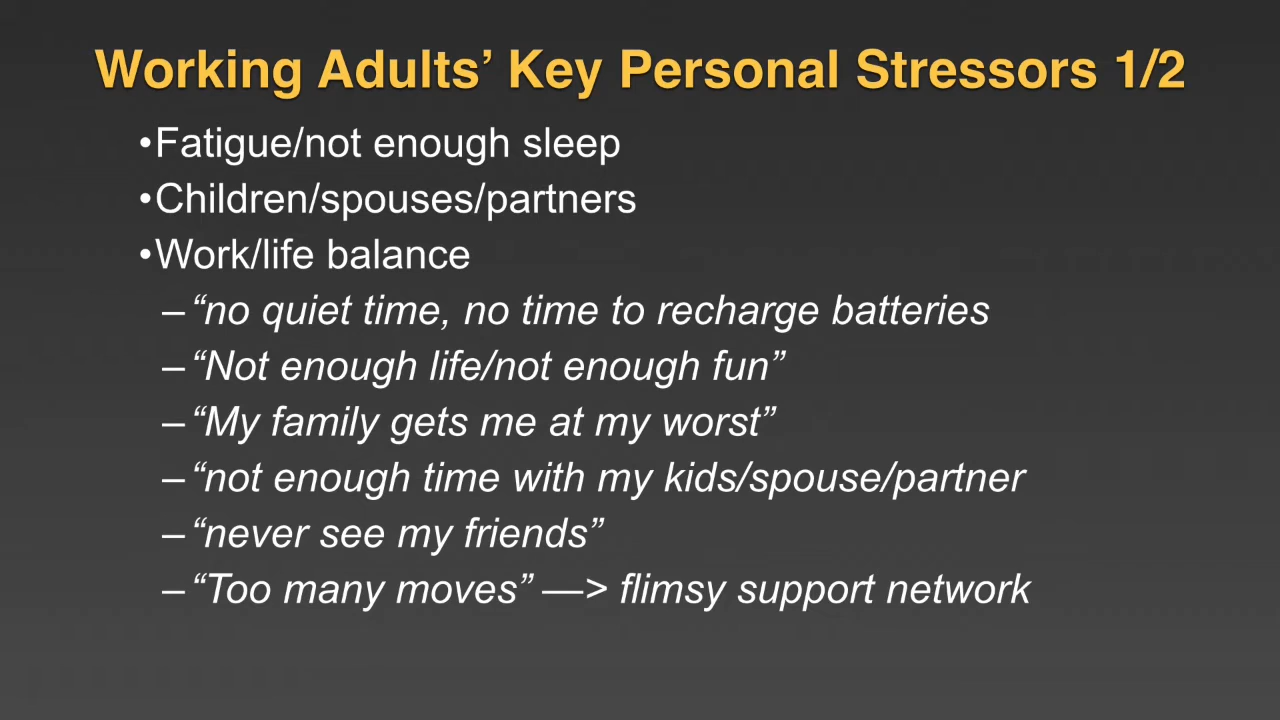 Working Adults’ Key Personal Stressors 1/2
•Fatigue/not enough sleep
•Children/spouses/partners
•Work/life balance
–“no quiet time, no time to recharge batteries
–“Not enough life/not enough fun”
–“My family gets me at my worst”
–“not enough time with my kids/spouse/partner
–“never see my friends”
–“Too many moves” —> flimsy support network